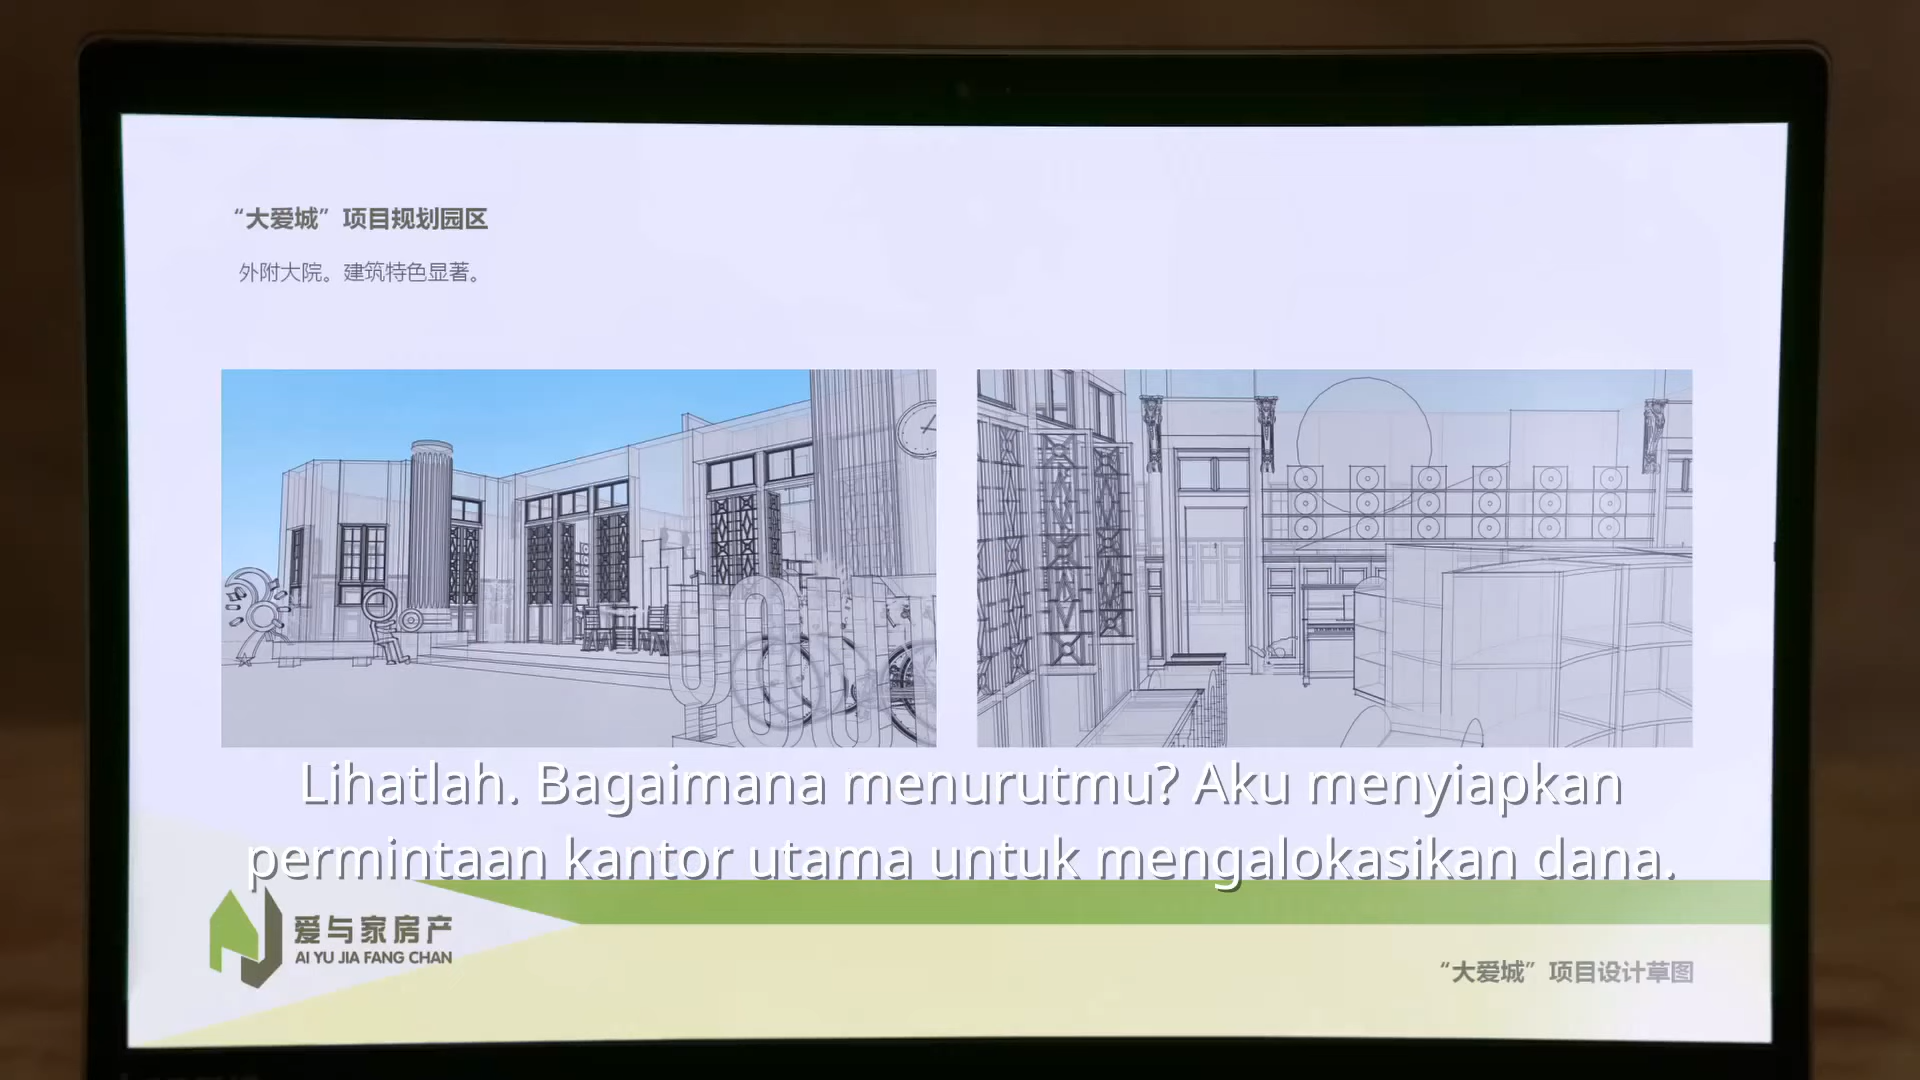 “大爱城” 项目规划园区
外附大院。建筑特色显著。
Lihatlah. Bagaimana menurutmu? Aku menyiapkan
permintaan kantor utama untuk mengalokasikan dana.
爱与家房产
AI YU JIA FANG CHAN
“大爱城” 项目设计草图